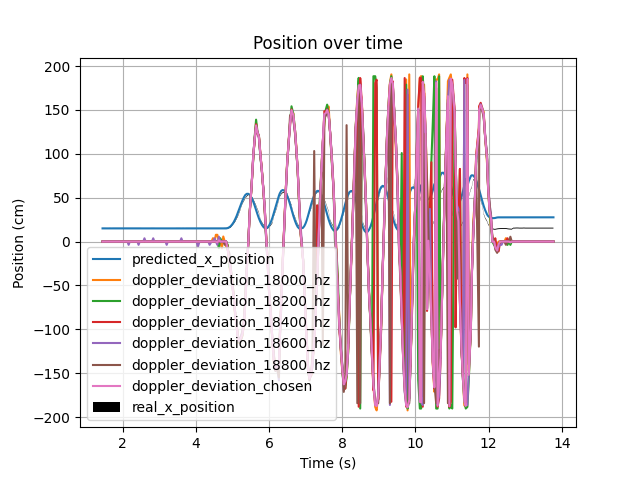 Position over time
200
150
100
50
0
−50
−100
−150
−200
Position (cm)
predicted_x_position
doppler_deviation_18000_hz
doppler_deviation_18200_hz
doppler_deviation_18400_hz
doppler_deviation_18600_hz
doppler_deviation_18800_hz
doppler_deviation_chosen
real_x_position
2
4
6
8
10
12
14
Time (s)